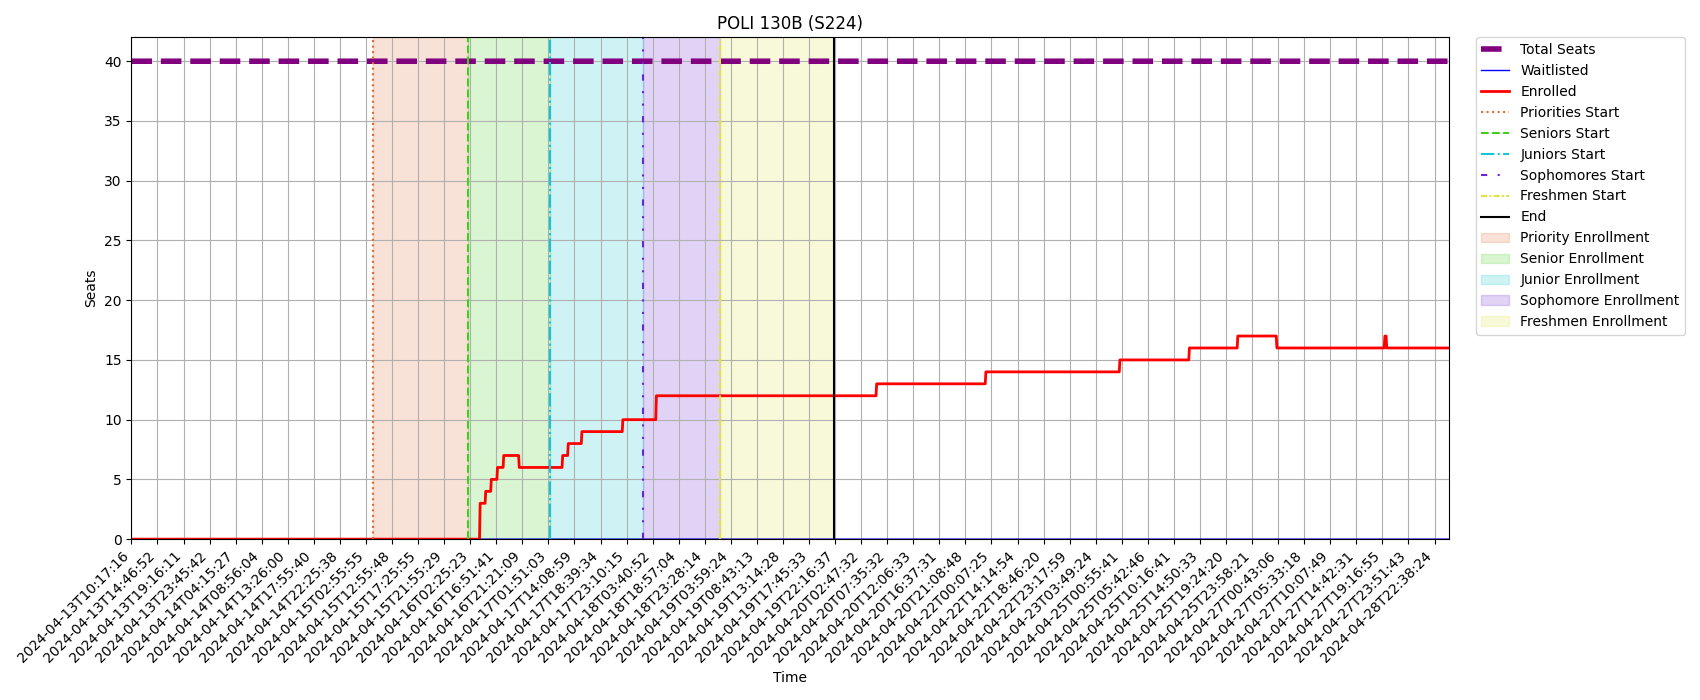 POLI 130B (S224)
40
35
30
25
20
15
10
5
0
Seats
2024-04-13T10:17:16
2024-04-13T14:46:52
2024-04-13T19:16:11
2024-04-13T23:45:42
2024-04-14T04:15:27
2024-04-14T08:56:04
2024-04-14T13:26:00
2024-04-14T17:55:40
2024-04-14T22:25:38
2024-04-15T02:55:55
2024-04-15T12:55:48
2024-04-15T17:25:55
2024-04-15T21:55:29
2024-04-16T02:25:23
2024-04-16T16:51:41
2024-04-16T21:21:09
2024-04-17T01:51:03
2024-04-17T14:08:59
2024-04-17T18:39:34
2024-04-17T23:10:15
2024-04-18T03:40:52
2024-04-18T18:57:04
2024-04-18T23:28:14
2024-04-19T03:59:24
2024-04-19T08:43:13
2024-04-19T13:14:28
2024-04-19T17:45:33
2024-04-19T22:16:37
2024-04-20T02:47:32
2024-04-20T07:35:32
2024-04-20T12:06:33
2024-04-20T16:37:31
2024-04-20T21:08:48
2024-04-22T00:07:25
2024-04-22T14:14:54
2024-04-22T18:46:20
2024-04-22T23:17:59
2024-04-23T03:49:24
2024-04-25T00:55:41
2024-04-25T05:42:46
2024-04-25T10:16:41
2024-04-25T14:50:33
2024-04-25T19:24:20
2024-04-25T23:58:21
2024-04-27T00:43:06
2024-04-27T05:33:18
2024-04-27T10:07:49
2024-04-27T14:42:31
2024-04-27T19:16:55
2024-04-27T23:51:43
2024-04-28T22:38:24
Time
Total Seats
Waitlisted
Enrolled
Priorities Start
Seniors Start
Juniors Start
Sophomores Start
Freshmen Start
End
Priority Enrollment
Senior Enrollment
Junior Enrollment
Sophomore Enrollment
Freshmen Enrollment